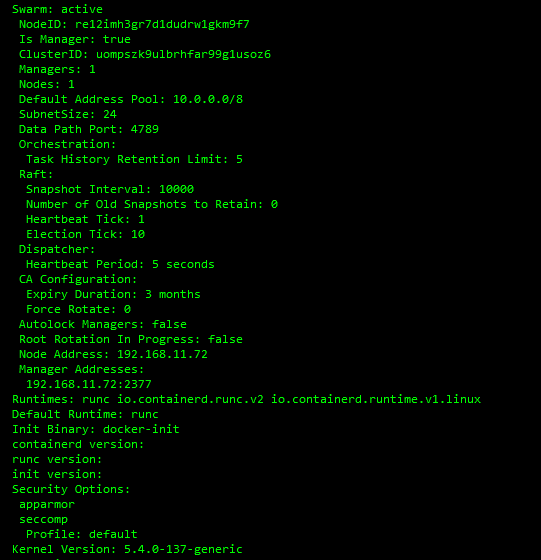 Swarm: active
NodeID: re12imh3gr7d1dudrw1gkm9f7
Is Manager: true
ClusterID: uompszk9ulbrhfar99g1usoz6
Managers: 1
Nodes: 1
Default Address Pool: 10.0.0.0/8
SubnetSize: 24
Data Path Port: 4789
Orchestration:
Task History Retention Limit: 5
Raft:
Snapshot Interval: 10000
Number of Old Snapshots to Retain: 0
Heartbeat Tick: 1
Election Tick: 10
Dispatcher:
Heartbeat Period: 5 seconds
CA Configuration:
Expiry Duration: 3 months
Force Rotate: 0
Autolock Managers: false
Root Rotation In Progress: false
Node Address: 192.168.11.72
Manager Addresses:
192.168.11.72:2377
Runtimes: runc io.containerd.runc.v2 io.containerd.runtime.v1.linux
Default Runtime: runc
Init Binary: docker-init
containerd version:
runc version:
init version:
Security Options:
apparmor
seccomp
Profile: default
Kernel Version: 5.4.0-137-generic